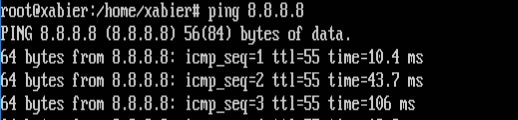 root@xabier:/home/xabier# ping 8.8.8.8
PING 8.8.8.8 (8.8.8.8) 56(84) bytes of data.
64 bytes from 8.8.8.8: icmp_seq=1 ttl=55 time=10.4 ms
64 bytes from 8.8.8.8: icmp_seq=2 ttl=55 time=43.7 ms
64 bytes from 8.8.8.8: icmp_seq=3 ttl=55 time=106 ms